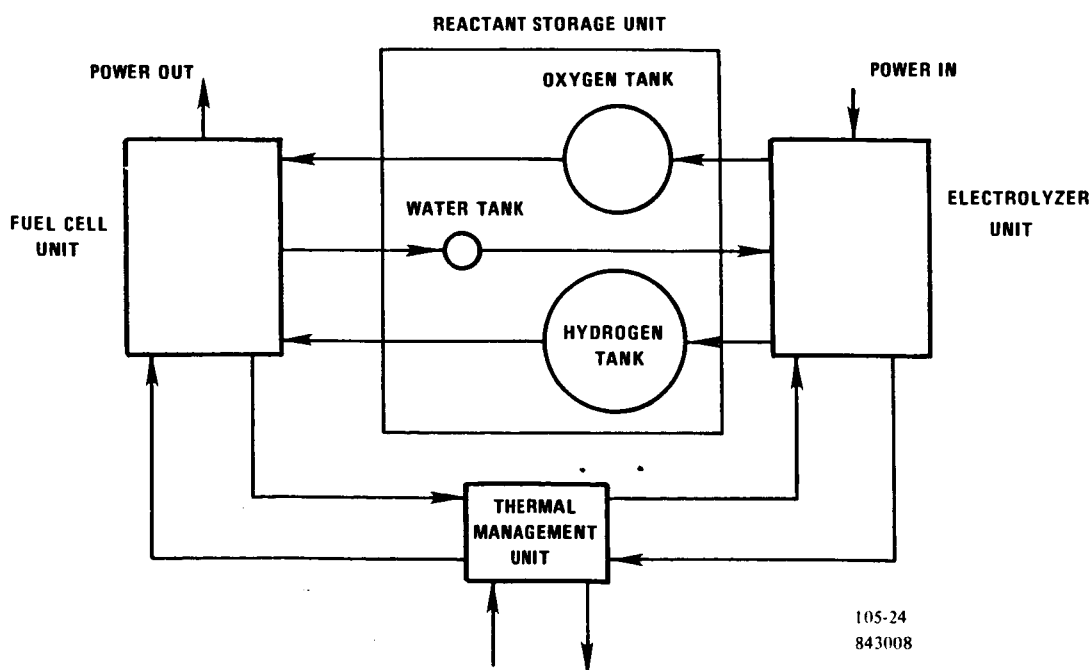 REACTANT STORAGE UNIT
POWER OUT
OXYGEN TANK
POWER IN
FUEL CELL
UNIT
WATER TANK
ELECTROLYZER
UNIT
HYDROGEN
TANK
THERMAL
MANAGEMENT
UNIT
105-24
843008